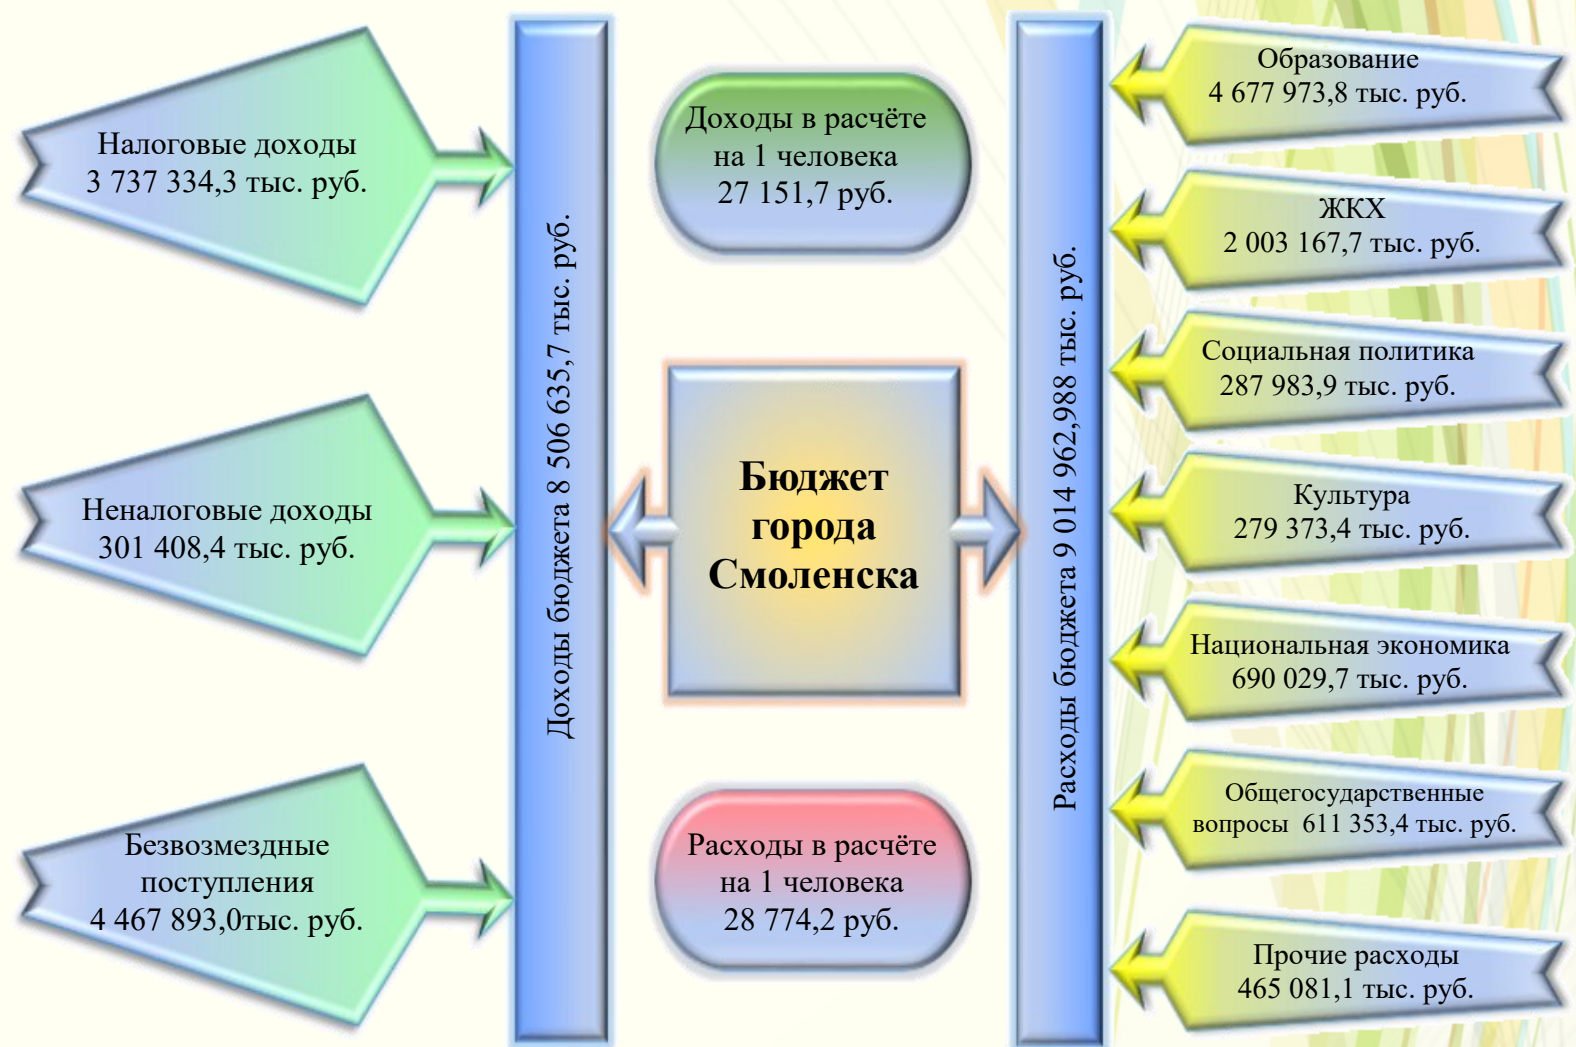 Налоговые доходы
3 737 334,3 тыс. руб.
Неналоговые доходы
301 408,4 тыс. руб.
Безвозмездные
поступления
4 467 893,0тыс. руб.
Доходы бюджета 8 506 635,7 тыс. руб.
Доходы в расчёте
на 1 человека
27 151,7 руб.
Бюджет
города
Смоленска
Расходы в расчёте
на 1 человека
28 774,2 руб.
Расходы бюджета 9 014 962,988 тыс. руб.
Образование
4 677 973,8 тыс. руб.
ЖКХ
2 003 167,7 тыс. руб.
Социальная политика
287 983,9 тыс. руб.
Культура
279 373,4 тыс. руб.
Национальная экономика
690 029,7 тыс. руб.
Общегосударственные
вопросы  611 353,4 тыс. руб.
Прочие расходы
465 081,1 тыс. руб.